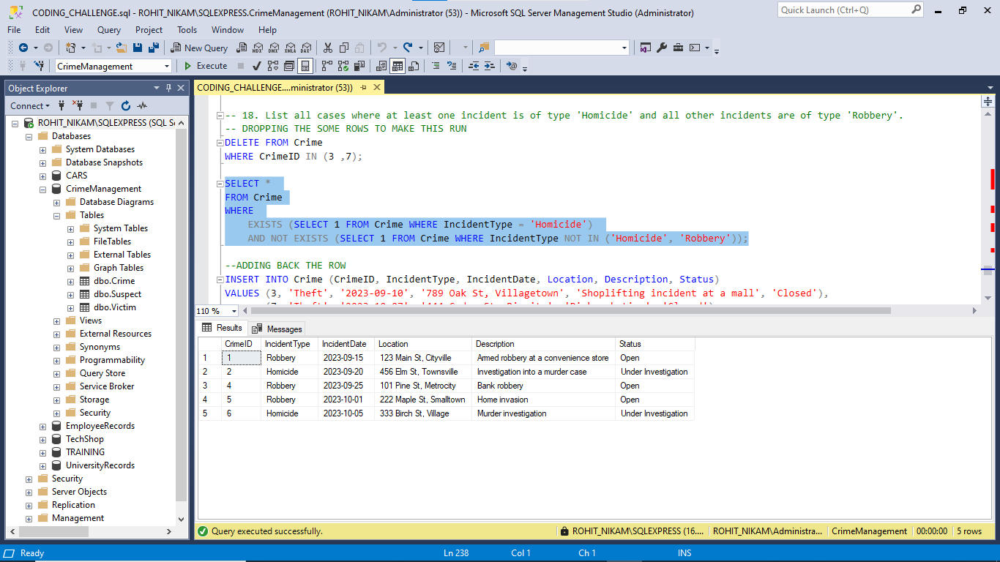 CODING_CHALLENGE.sql - ROHIT_NIKAM\SQLEXPRESS.CrimeManagement (ROHIT_NIKAM\Administrator (53)) - Microsoft SQL Server Management Studio (Administrator)
Quick Launch (Ctrl+Q)
File Edit View Query Project Tools Window Help
New Query MDX DMX XMLA DAX
CrimeManagement Execute
Object Explorer
CODING_CHALLENGE....ministrator (53))
Connect
ROHIT_NIKAM\SQLEXPRESS (SQL S
Databases
System Databases
Database Snapshots
CARS
CrimeManagement
Database Diagrams
Tables
System Tables
FileTables
External Tables
Graph Tables
dbo.Crime
dbo.Suspect
dbo.Victim
Views
External Resources
Synonyms
Programmability
Query Store
Service Broker
Storage
Security
EmployeeRecords
TechShop
TRAINING
UniversityRecords
Security
Server Objects
Replication
Management
-- 18. List all cases where at least one incident is of type 'Homicide' and all other incidents are of type 'Robbery'.
-- DROPPING THE SOME ROWS TO MAKE THIS RUN
DELETE FROM Crime
WHERE CrimeID IN (3 ,7);
SELECT *
FROM Crime
WHERE
EXISTS (SELECT 1 FROM Crime WHERE IncidentType = 'Homicide')
AND NOT EXISTS (SELECT 1 FROM Crime WHERE IncidentType NOT IN ('Homicide', 'Robbery'));
--ADDING BACK THE ROW
INSERT INTO Crime (CrimeID, IncidentType, IncidentDate, Location, Description, Status)
VALUES (3, 'Theft', '2023-09-10', '789 Oak St, Villagetown', 'Shoplifting incident at a mall', 'Closed'),
110 %
Results Messages
CrimeID IncidentType IncidentDate Location Description Status
1 1 Robbery 2023-09-15 123 Main St, Cityville Armed robbery at a convenience store Open
2 2 Homicide 2023-09-20 456 Elm St, Townsville Investigation into a murder case Under Investigation
3 4 Robbery 2023-09-25 101 Pine St, Metrocity Bank robbery Open
4 5 Robbery 2023-10-01 222 Maple St, Smalltown Home invasion Open
5 6 Homicide 2023-10-05 333 Birch St, Village Murder investigation Under Investigation
Query executed successfully. ROHIT_NIKAM\SQLEXPRESS (16.... ROHIT_NIKAM\Administra... CrimeManagement 00:00:00 5 rows
Ready Ln 238 Col 1 Ch 1 INS